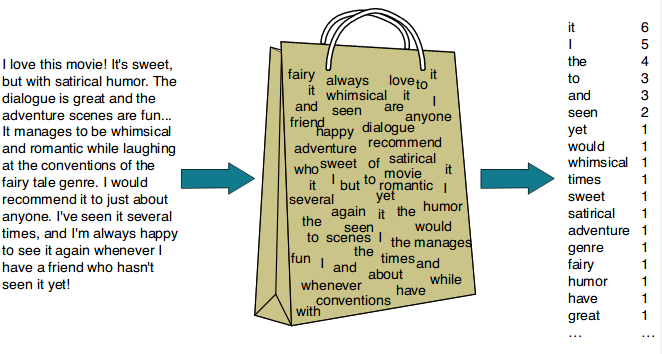 I love this movie! It's sweet,
but with satirical humor. The
dialogue is great and the
adventure scenes are fun...
It manages to be whimsical
and romantic while laughing
at the conventions of the
fairy tale genre. I would
recommend it to just about
anyone. I've seen it several
times, and I'm always happy
to see it again whenever I
have a friend who hasn't
seen it yet!
fairy always love to it
it whimsical it I
and seen are anyone
friend happy dialogue
adventure recommend
who sweet of satirical
it I but to movie it
romantic I
several yet
again it the humor
the seen would
to scenes I the manages
fun the times and
I and about while
whenever have
conventions
with
it 6
I 5
the 4
to 3
and 3
seen 2
yet 1
would 1
whimsical 1
times 1
sweet 1
satirical 1
adventure 1
genre 1
fairy 1
humor 1
have 1
great 1
... ...